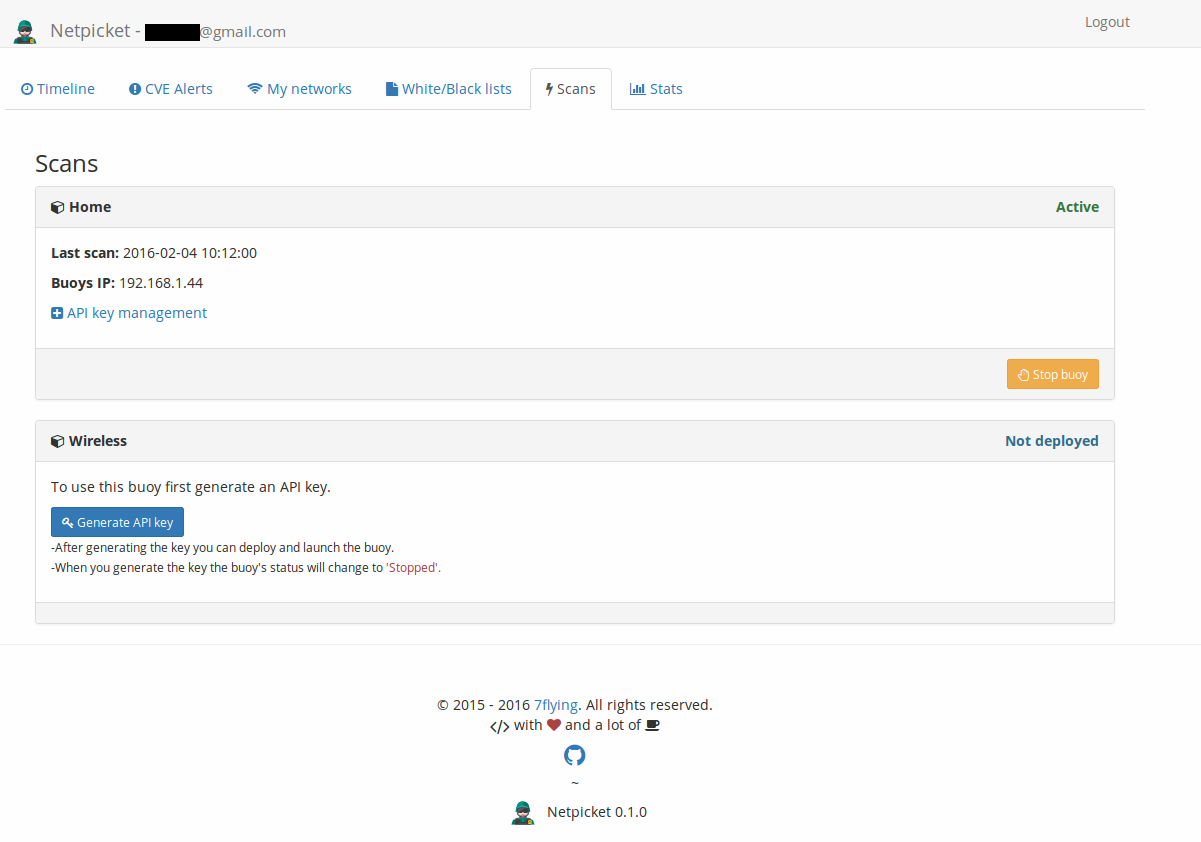 Netpicket - @gmail.com
Logout
Timeline
CVE Alerts
My networks
White/Black lists
Scans
Stats
Scans
Home
Active
Last scan: 2016-02-04 10:12:00
Buoys IP: 192.168.1.44
API key management
Stop buoy
Wireless
Not deployed
To use this buoy first generate an API key.
Generate API key
-After generating the key you can deploy and launch the buoy.
-When you generate the key the buoy's status will change to 'Stopped'.
© 2015 - 2016 7flying. All rights reserved.
</> with and a lot of
~
Netpicket 0.1.0